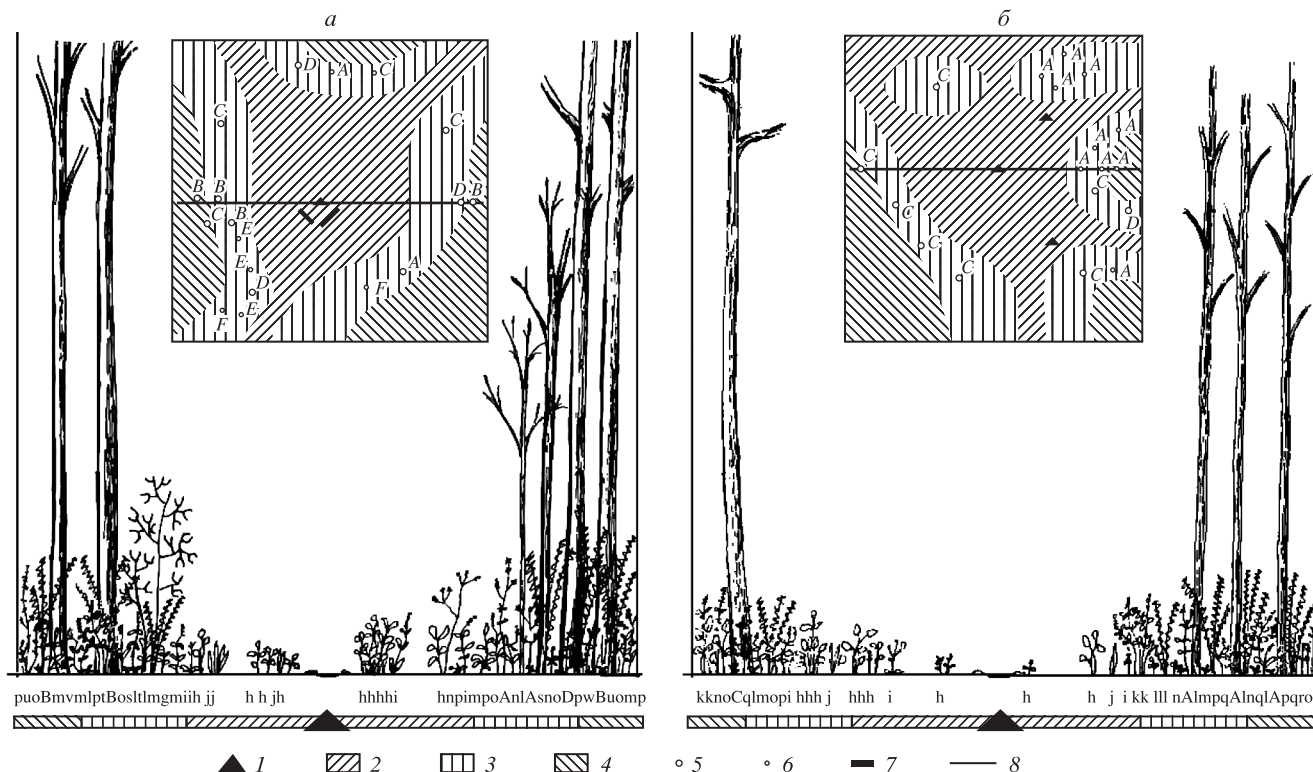 а
б
D A C
C
C
B B
D B
C
B
E
E
D
A
F
E
F
A
A A
C
A
A
A
C
A A A
C
C
D
C
C
C A
puoBmvmlptBosltlmgmiih jj h h jh hhhhi hnpimpoAnlAsnoDpwBuomp
kknoCqlmopi hhh j hhh i h h h j i kk lll nAlmpqAlnqlApqro
1 2 3 4 5 6 7 8